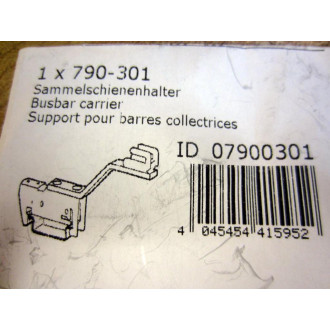 1 x 790-301
Sammelschienenhalter
Busbar carrier
Support pour barres collectrices
ID 07900301
4 045454 415952